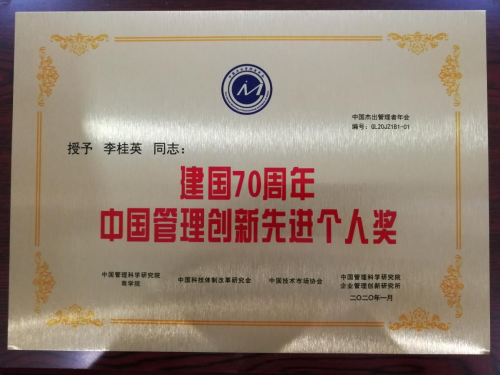 中国杰出管理者年会
编号：GL20JZ1B1-01
授予 李桂英 同志：
建国70周年
中国管理创新先进个人奖
中国管理科学研究院
商学院
中国科技体制改革研究会
中国技术市场协会
中国管理科学研究院
企业管理创新研究所
二〇二〇年一月